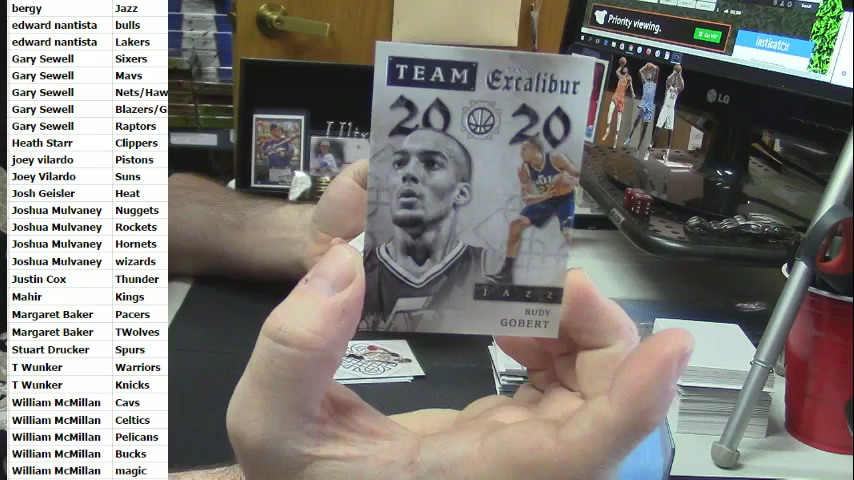 bergy Jazz
edward nantista bulls
edward nantista Lakers
Gary Sewell Sixers
Gary Sewell Mavs
Gary Sewell Nets/Haw
Gary Sewell Blazers/G
Gary Sewell Raptors
Heath Starr Clippers
joey vilardo Pistons
Joey Vilardo Suns
Josh Geisler Heat
Joshua Mulvaney Nuggets
Joshua Mulvaney Rockets
Joshua Mulvaney Hornets
Joshua Mulvaney wizards
Justin Cox Thunder
Mahir Kings
Margaret Baker Pacers
Margaret Baker TWolves
Stuart Drucker Spurs
T Wunker Warriors
T Wunker Knicks
William McMillan Cavs
William McMillan Celtics
William McMillan Pelicans
William McMillan Bucks
William McMillan magic
TEAM Excalibur
20 20
JAZZ
RUDY
GOBERT
Priority viewing.
Go VIP
insticatch
LG